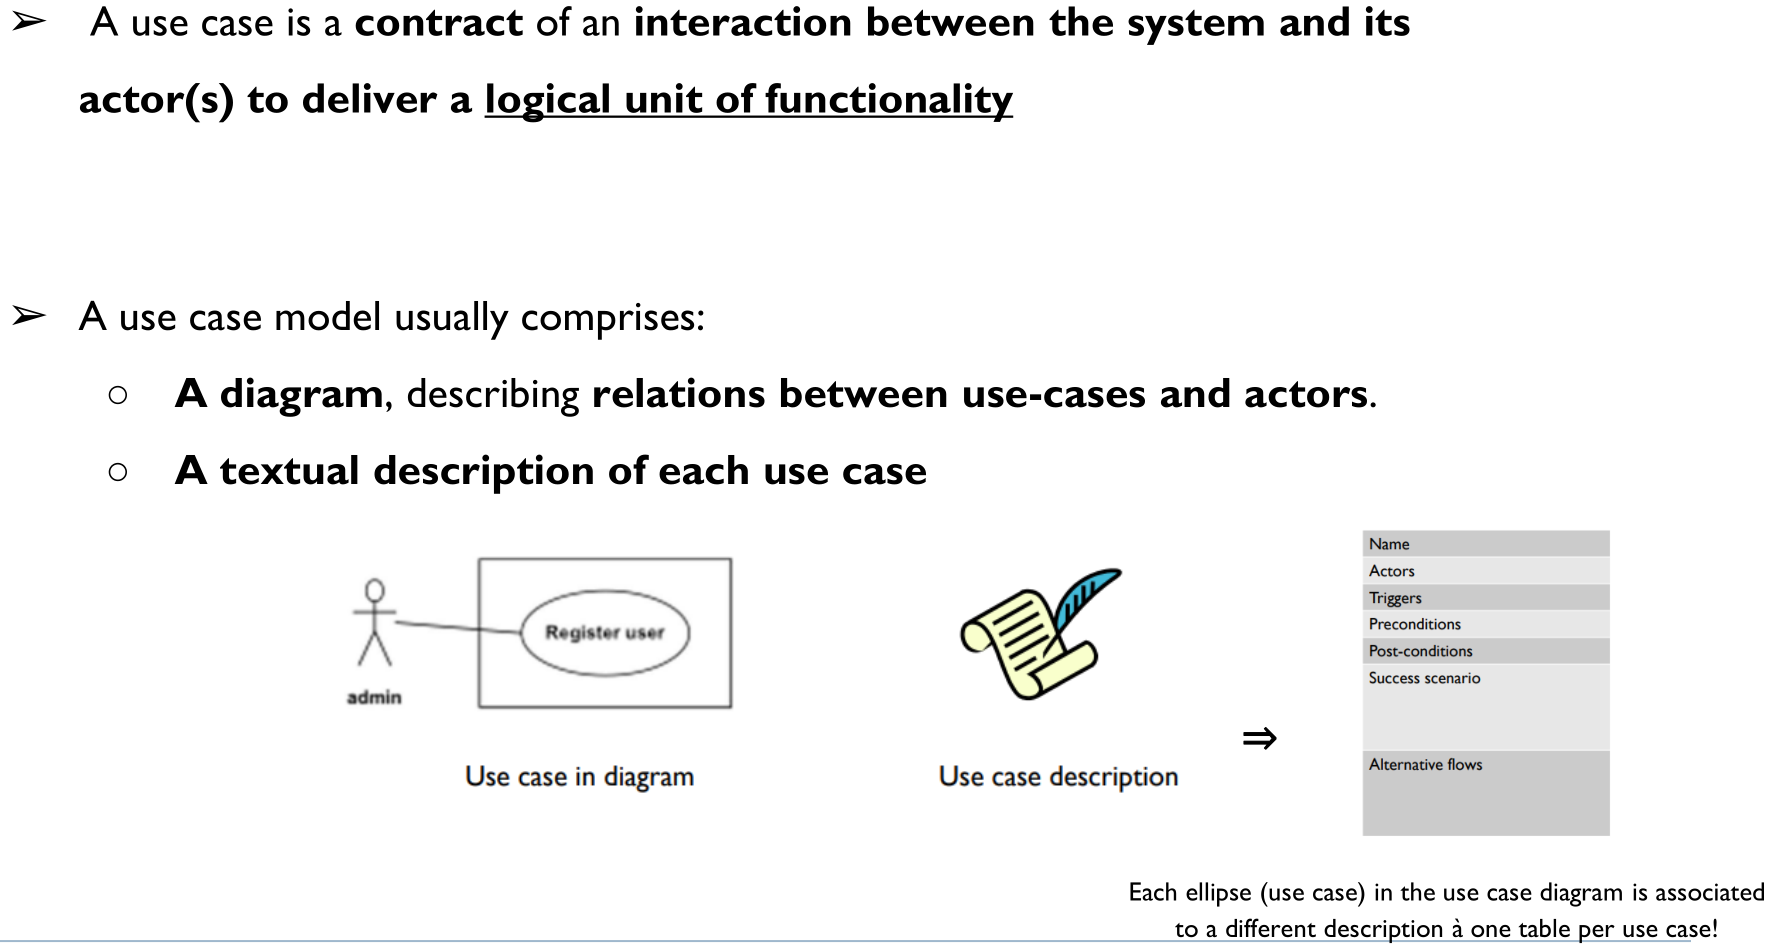 ➢ A use case is a contract of an interaction between the system and its
actor(s) to deliver a logical unit of functionality
➢ A use case model usually comprises:
○ A diagram, describing relations between use-cases and actors.
○ A textual description of each use case
Register user
admin
Use case in diagram
Use case description
⇒
Name
Actors
Triggers
Preconditions
Post-conditions
Success scenario
Alternative flows
Each ellipse (use case) in the use case diagram is associated
to a different description à one table per use case!